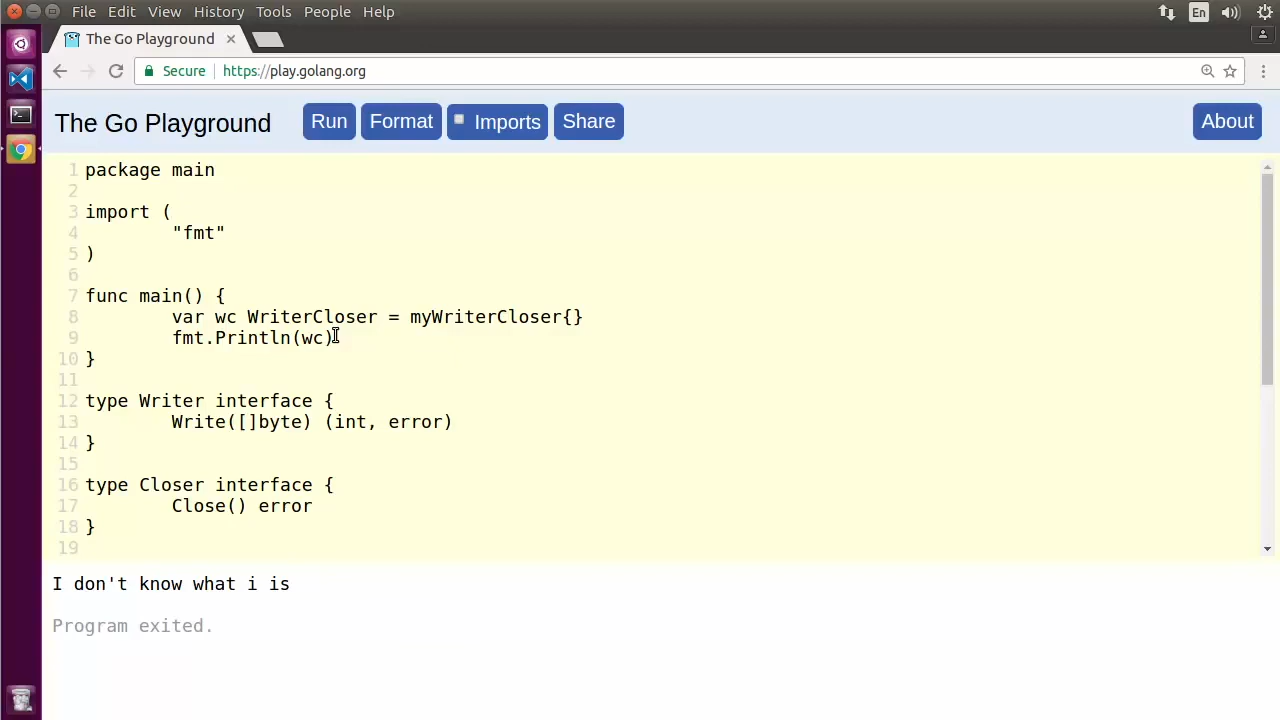 File Edit View History Tools People Help
En
The Go Playground
Secure https://play.golang.org
The Go Playground Run Format Imports Share About
1 package main
2
3 import (
4 "fmt"
5 )
6
7 func main() {
8 var wc WriterCloser = myWriterCloser{}
9 fmt.Println(wc)
10 }
11
12 type Writer interface {
13 Write([]byte) (int, error)
14 }
15
16 type Closer interface {
17 Close() error
18 }
19
I don't know what i is
Program exited.